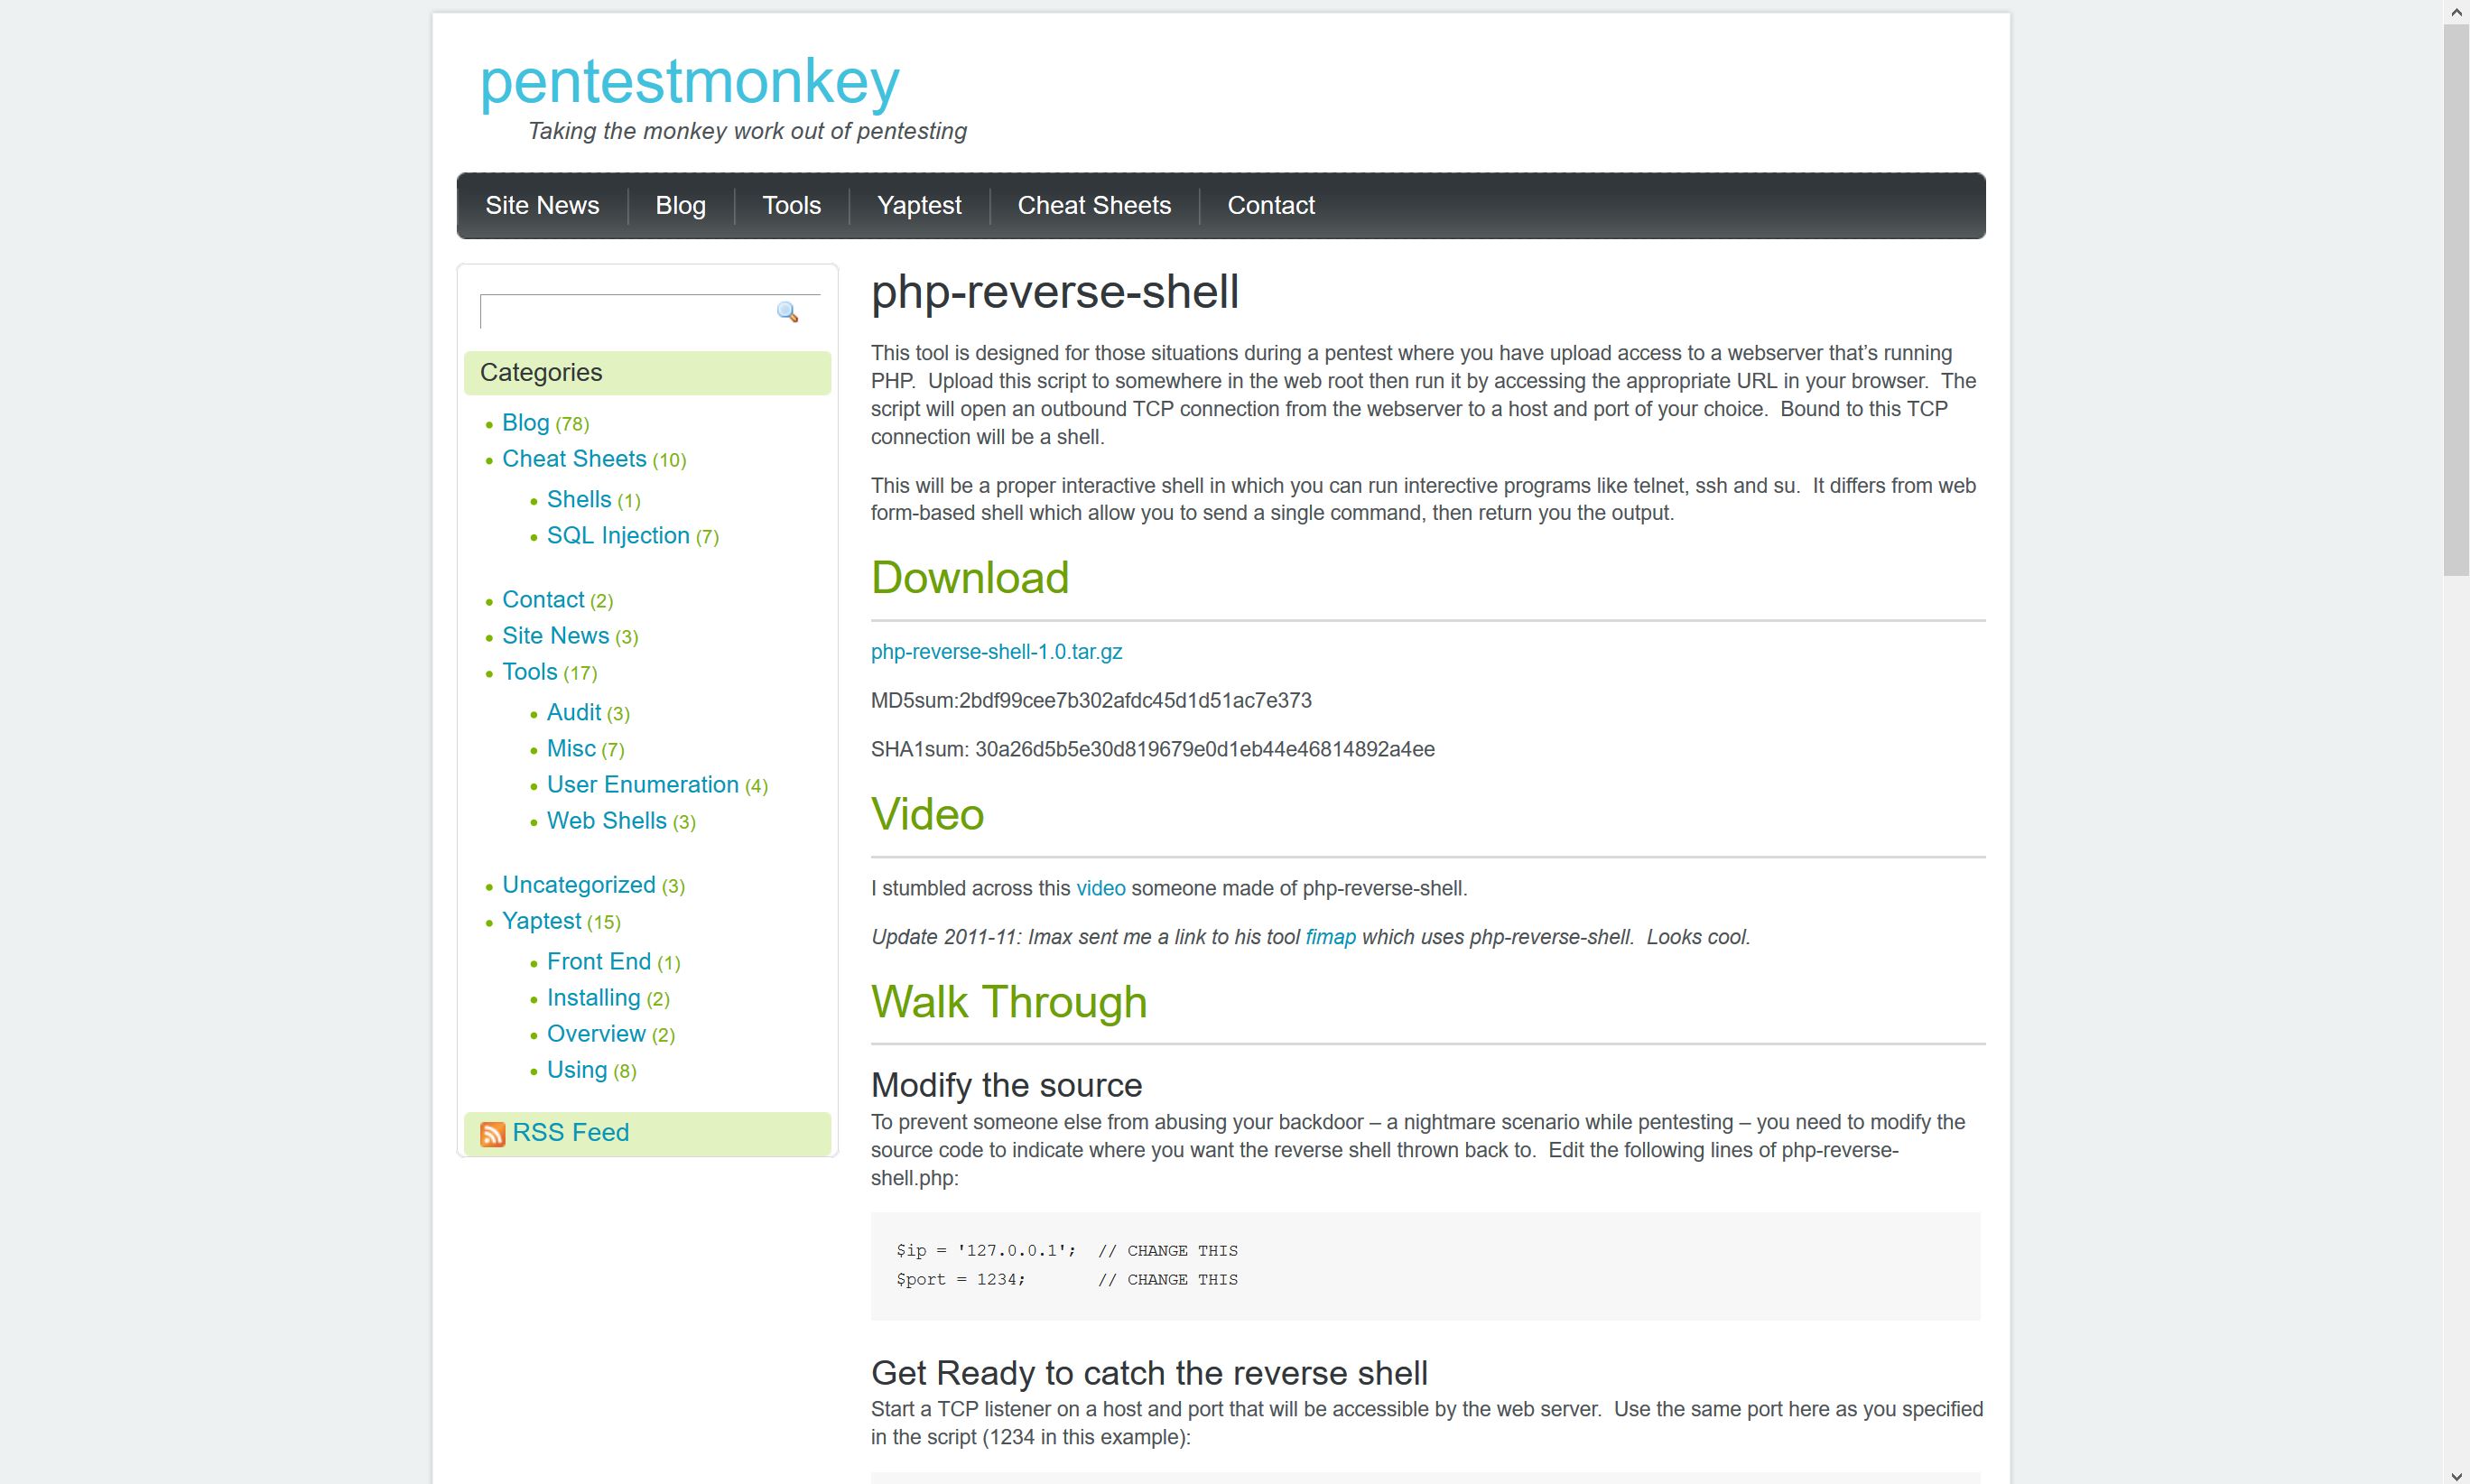 pentestmonkey
Taking the monkey work out of pentesting
Site News
Blog
Tools
Yaptest
Cheat Sheets
Contact
Categories
Blog (78)
Cheat Sheets (10)
Shells (1)
SQL Injection (7)
Contact (2)
Site News (3)
Tools (17)
Audit (3)
Misc (7)
User Enumeration (4)
Web Shells (3)
Uncategorized (3)
Yaptest (15)
Front End (1)
Installing (2)
Overview (2)
Using (8)
RSS Feed
php-reverse-shell
This tool is designed for those situations during a pentest where you have upload access to a webserver that’s running
PHP.  Upload this script to somewhere in the web root then run it by accessing the appropriate URL in your browser.  The
script will open an outbound TCP connection from the webserver to a host and port of your choice.  Bound to this TCP
connection will be a shell.
This will be a proper interactive shell in which you can run interective programs like telnet, ssh and su.  It differs from web
form-based shell which allow you to send a single command, then return you the output.
Download
php-reverse-shell-1.0.tar.gz
MD5sum:2bdf99cee7b302afdc45d1d51ac7e373
SHA1sum: 30a26d5b5e30d819679e0d1eb44e46814892a4ee
Video
I stumbled across this video someone made of php-reverse-shell.
Update 2011-11: Imax sent me a link to his tool fimap which uses php-reverse-shell.  Looks cool.
Walk Through
Modify the source
To prevent someone else from abusing your backdoor – a nightmare scenario while pentesting – you need to modify the
source code to indicate where you want the reverse shell thrown back to.  Edit the following lines of php-reverse-
shell.php:
$ip = '127.0.0.1';  // CHANGE THIS
$port = 1234;       // CHANGE THIS
Get Ready to catch the reverse shell
Start a TCP listener on a host and port that will be accessible by the web server.  Use the same port here as you specified
in the script (1234 in this example):